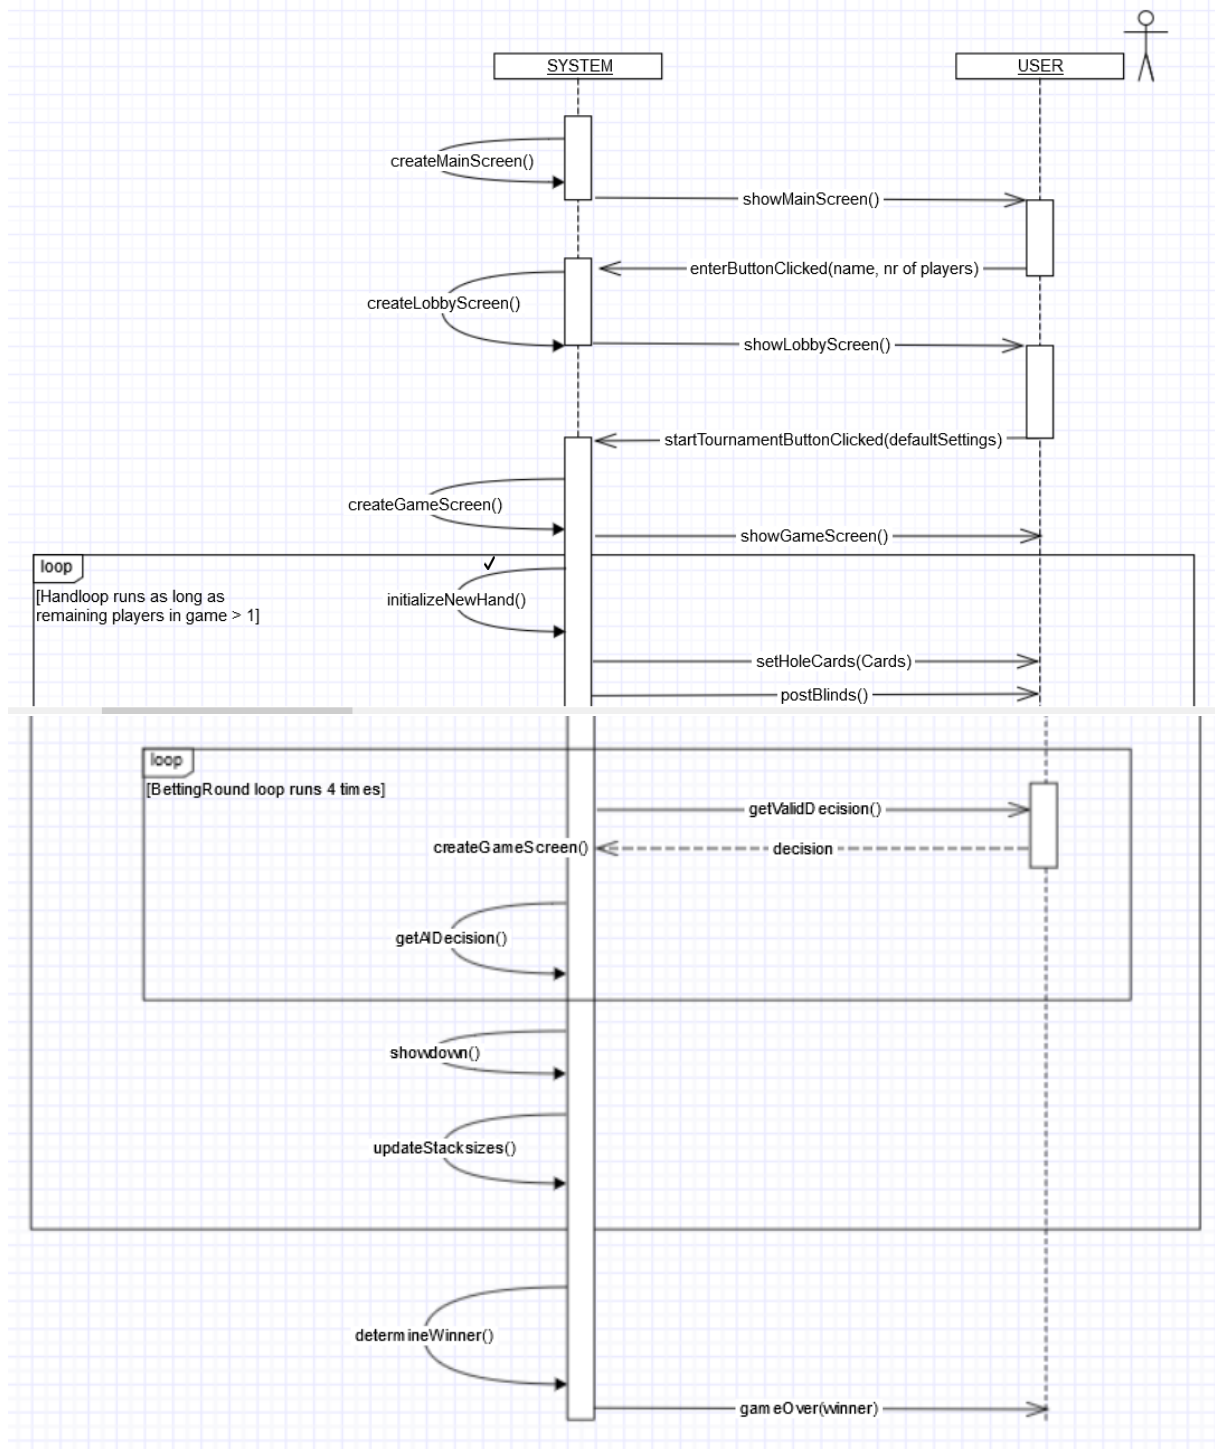 SYSTEM
USER
createMainScreen()
showMainScreen()
enterButtonClicked(name, nr of players)
createLobbyScreen()
showLobbyScreen()
startTournamentButtonClicked(defaultSettings)
createGameScreen()
showGameScreen()
loop
[Handloop runs as long as
remaining players in game > 1]
initializeNewHand()
setHoleCards(Cards)
postBlinds()
loop
[BettingRound loop runs 4 times]
getValidDecision()
createGameScreen()
decision
getAIDecision()
showdown()
updateStacksizes()
determineWinner()
gameOver(winner)